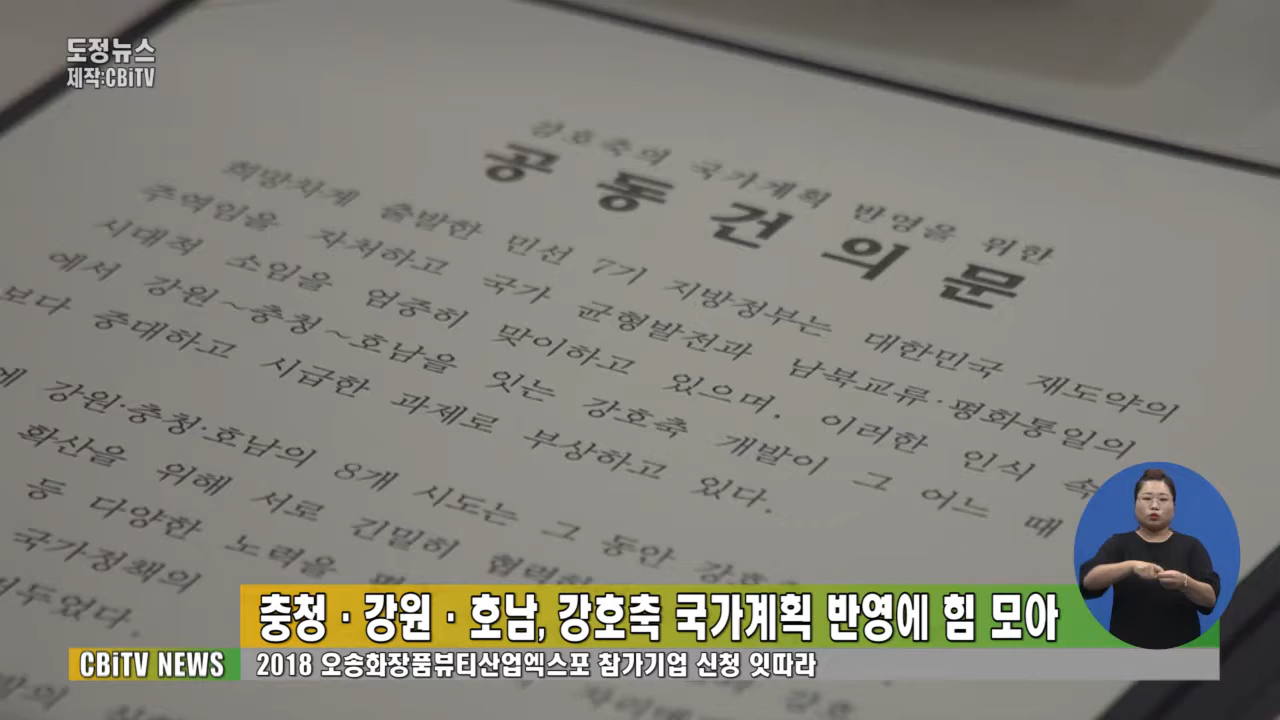 도정뉴스
제작:CBiTV
강호축의 국가계획 반영을 위한
공동건의문
희망차게 출발한 민선 7기 지방정부는 대한민국 재도약의
주역임을 자처하고 국가 균형발전과 남북교류·평화통일의
시대적 소임을 엄중히 맞이하고 있으며, 이러한 인식 속
에서 강원~충청~호남을 잇는 강호축 개발이 그 어느 때
보다 중대하고 시급한 과제로 부상하고 있다.
에 강원·충청·호남의 8개 시도는 그 동안
화산을 위해 서로 긴밀히
등 다양한 노력을
국가정책의
충청·강원·호남, 강호축 국가계획 반영에 힘 모아
CBiTV NEWS
2018 오송화장품뷰티산업엑스포 참가기업 신청 잇따라